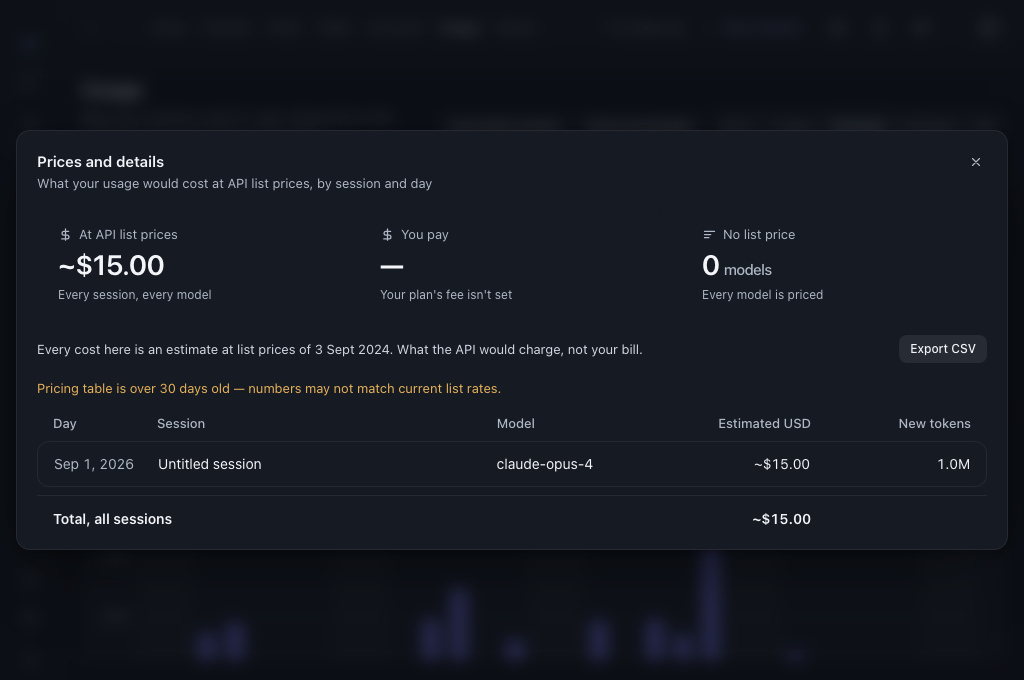 Prices and details
What your usage would cost at API list prices, by session and day
At API list prices
~$15.00
Every session, every model
You pay
—
Your plan's fee isn't set
No list price
0 models
Every model is priced
Every cost here is an estimate at list prices of 3 Sept 2024. What the API would charge, not your bill.
Export CSV
Pricing table is over 30 days old — numbers may not match current list rates.
Day Session Model Estimated USD New tokens
Sep 1, 2026 Untitled session claude-opus-4 ~$15.00 1.0M
Total, all sessions ~$15.00